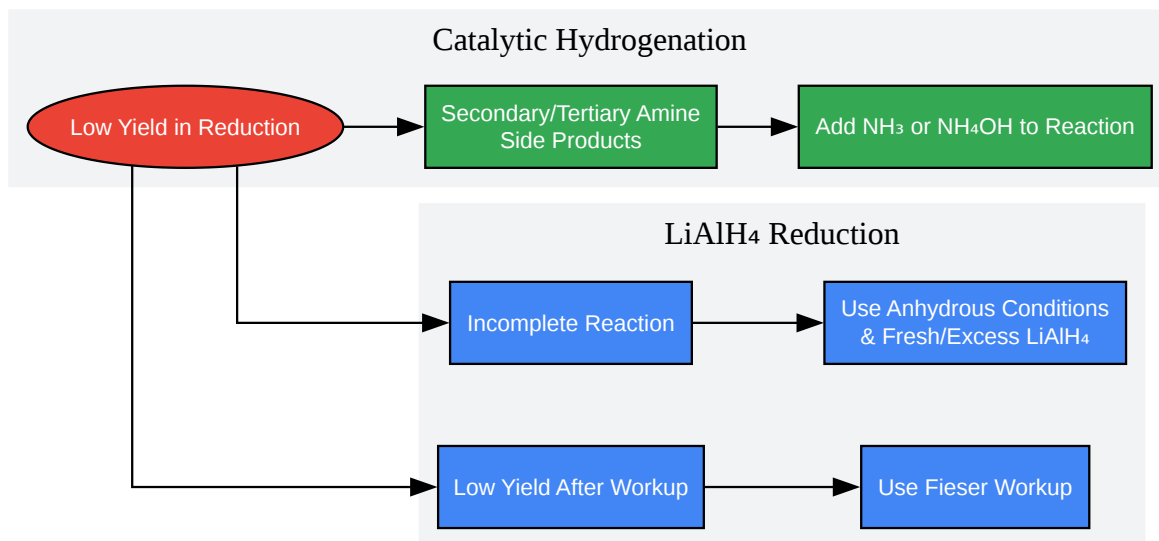 Catalytic Hydrogenation
Low Yield in Reduction
Secondary/Tertiary Amine
Side Products
Add NH₃ or NH₄OH to Reaction
LiAlH₄ Reduction
Incomplete Reaction
Use Anhydrous Conditions
& Fresh/Excess LiAlH₄
Low Yield After Workup
Use Fieser Workup